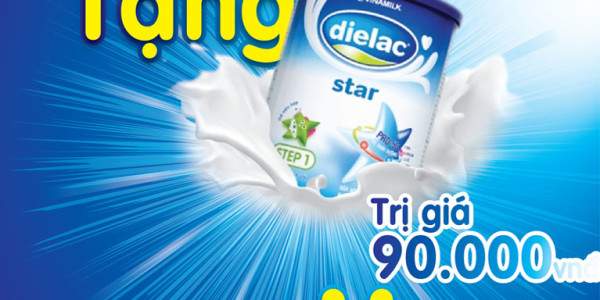 Tặng
VINAMILK
dielac
star
STEP 1
Trị giá
90.000vnđ